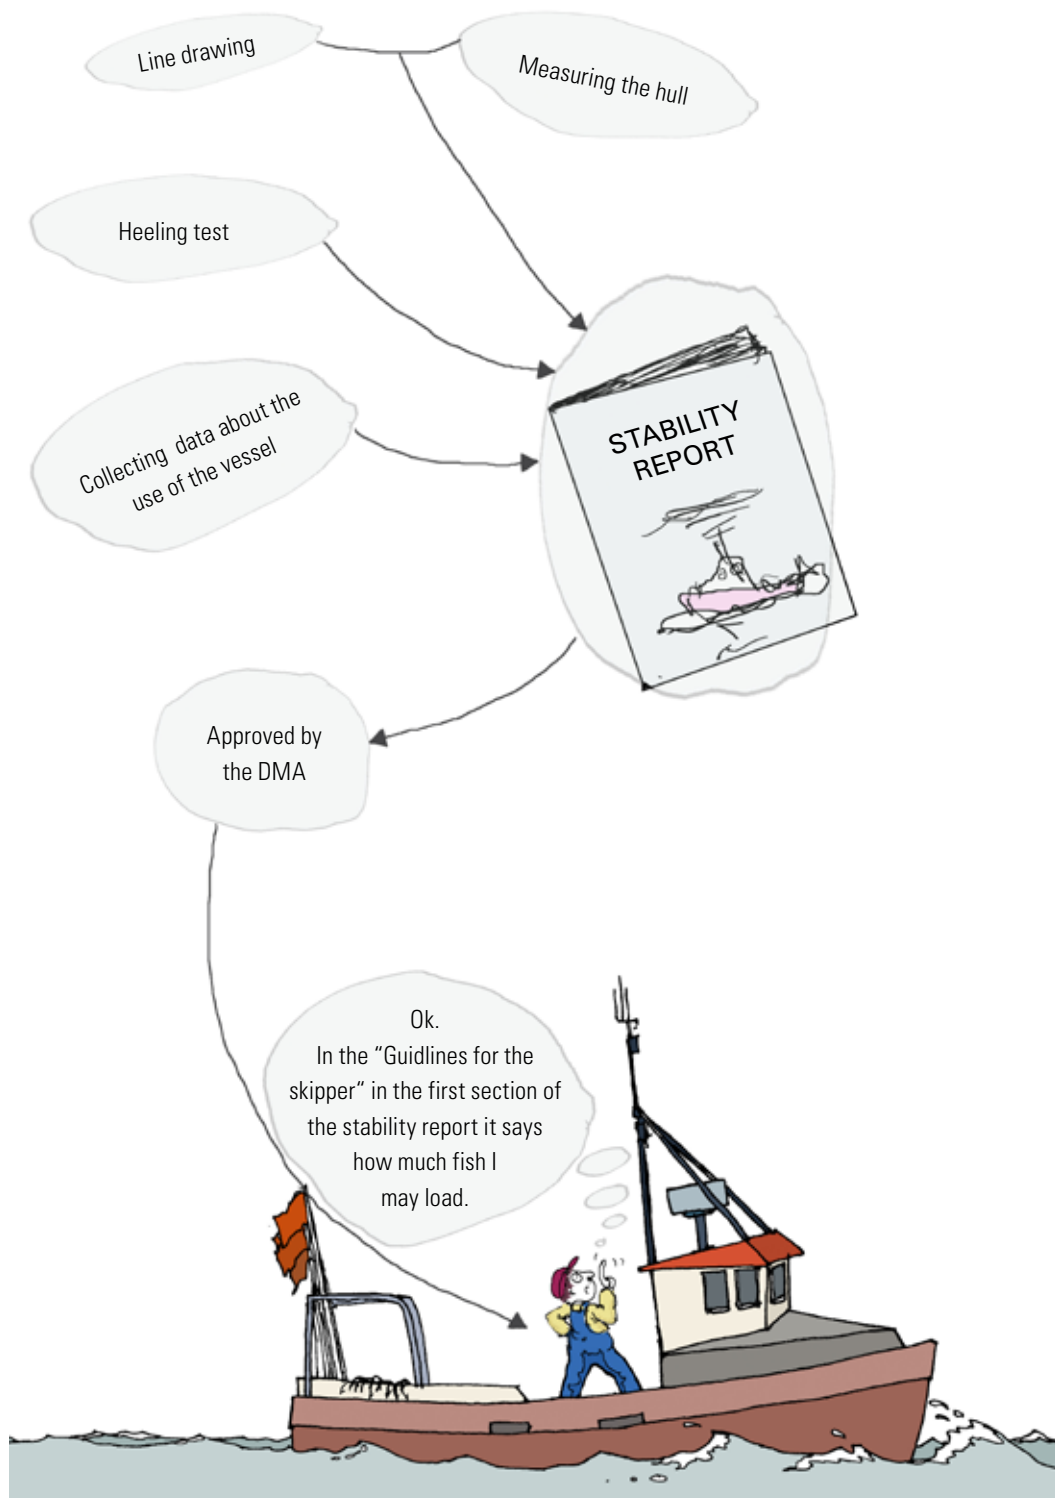 Line drawing
Measuring the hull
Heeling test
Collecting data about the
use of the vessel
STABILITY
REPORT
Approved by
the DMA
Ok.
In the “Guidlines for the
skipper“ in the first section of
the stability report it says
how much fish I
may load.